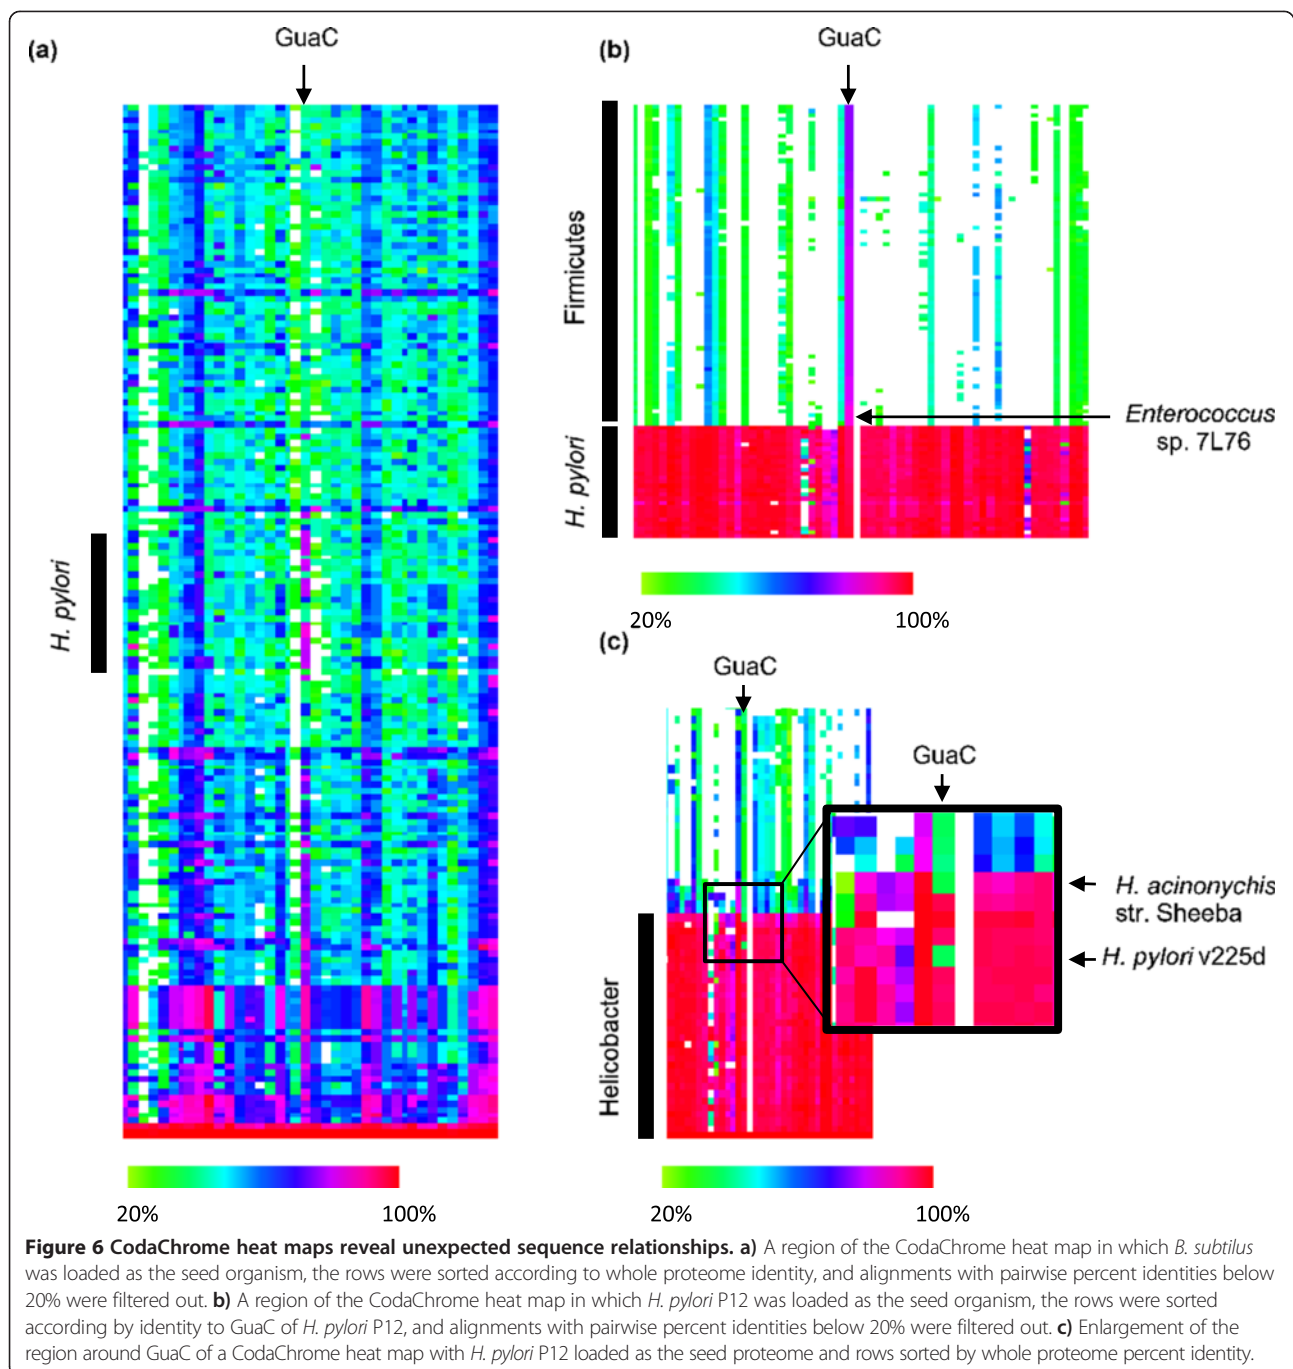 (a)
GuaC
H. pylori
20%
100%
(b)
GuaC
Firmicutes
H. pylori
Enterococcus
sp. 7L76
20%
100%
(c)
GuaC
GuaC
Helicobacter
H. acinonychis
str. Sheeba
H. pylori v225d
20%
100%
Figure 6 CodaChrome heat maps reveal unexpected sequence relationships. a) A region of the CodaChrome heat map in which B. subtilus
was loaded as the seed organism, the rows were sorted according to whole proteome identity, and alignments with pairwise percent identities below
20% were filtered out. b) A region of the CodaChrome heat map in which H. pylori P12 was loaded as the seed organism, the rows were sorted
according by identity to GuaC of H. pylori P12, and alignments with pairwise percent identities below 20% were filtered out. c) Enlargement of the
region around GuaC of a CodaChrome heat map with H. pylori P12 loaded as the seed proteome and rows sorted by whole proteome percent identity.